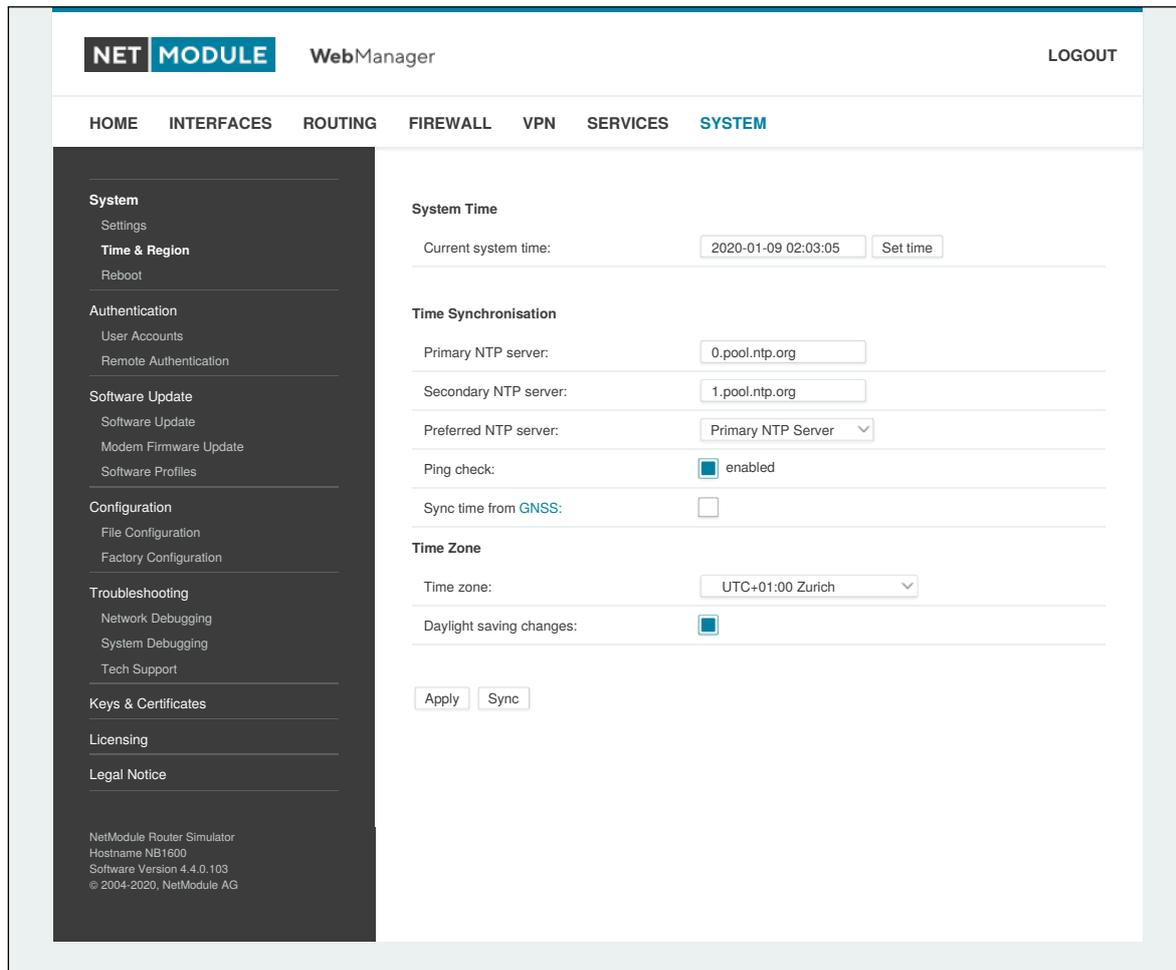 NET MODULE WebManager LOGOUT
HOME INTERFACES ROUTING FIREWALL VPN SERVICES SYSTEM
System
Settings
Time & Region
Reboot
Authentication
User Accounts
Remote Authentication
Software Update
Software Update
Modem Firmware Update
Software Profiles
Configuration
File Configuration
Factory Configuration
Troubleshooting
Network Debugging
System Debugging
Tech Support
Keys & Certificates
Licensing
Legal Notice
NetModule Router Simulator
Hostname NB1600
Software Version 4.4.0.103
© 2004-2020, NetModule AG
System Time
Current system time: 2020-01-09 02:03:05 Set time
Time Synchronisation
Primary NTP server: 0.pool.ntp.org
Secondary NTP server: 1.pool.ntp.org
Preferred NTP server: Primary NTP Server
Ping check: enabled
Sync time from GNSS:
Time Zone
Time zone: UTC+01:00 Zurich
Daylight saving changes:
Apply Sync